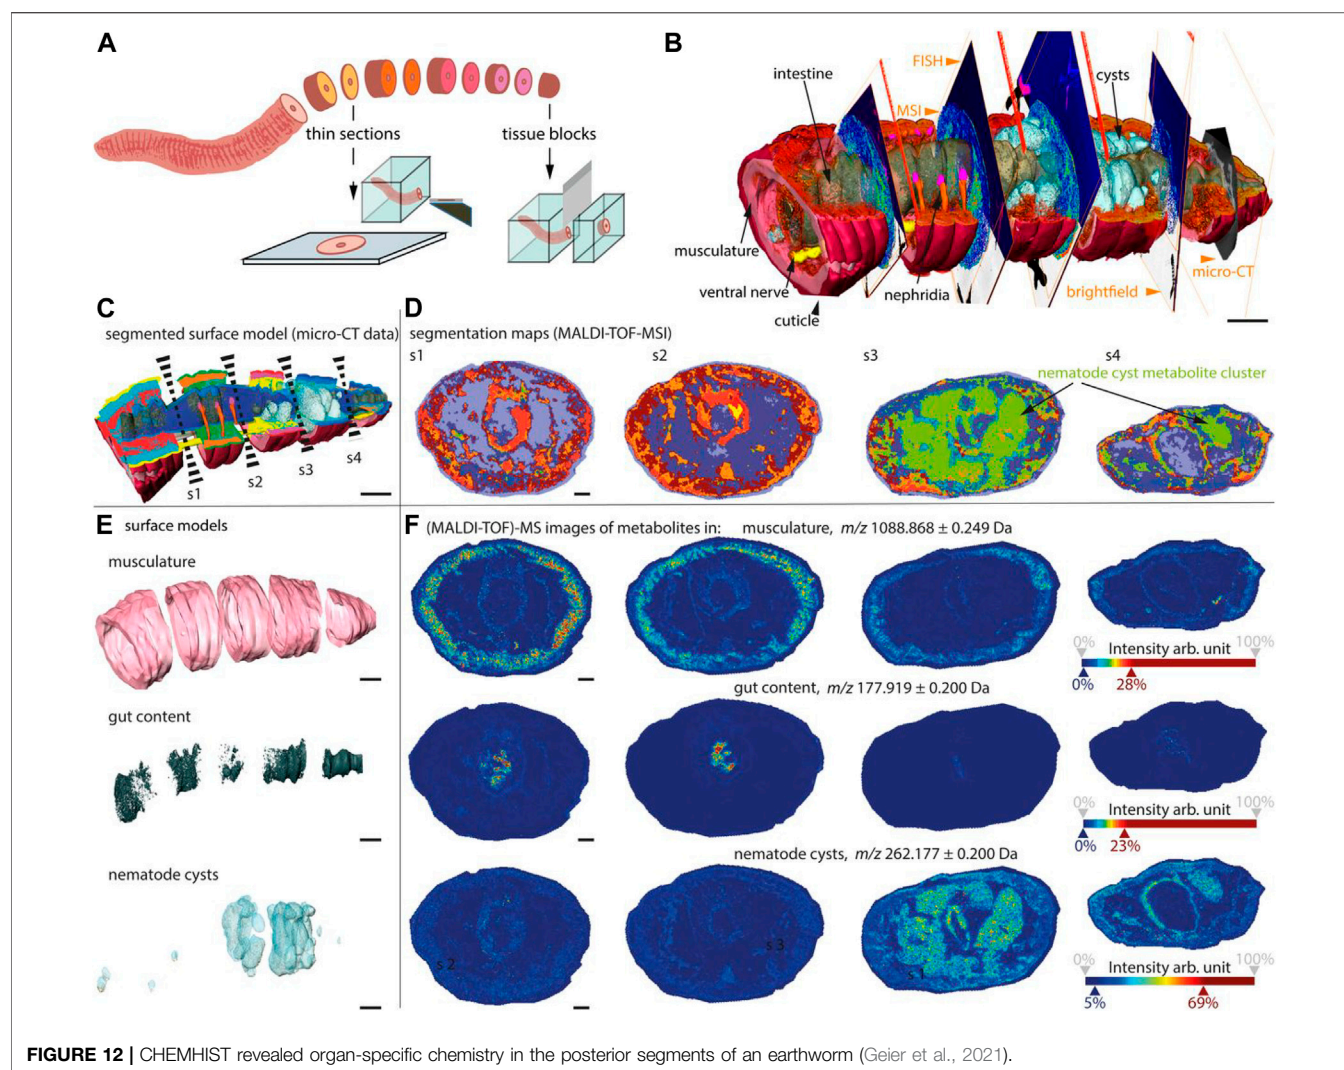 A
thin sections
tissue blocks
B
FISH
MSI
intestine
cysts
musculature
ventral nerve
cuticle
nephridia
brightfield
micro-CT
C
segmented surface model (micro-CT data)
s1
s2
s3
s4
D
segmentation maps (MALDI-TOF-MSI)
s1
s2
s3
s4
nematode cyst metabolite cluster
E surface models
musculature
gut content
nematode cysts
F (MALDI-TOF)-MS images of metabolites in: musculature, m/z 1088.868 ± 0.249 Da
0% 100%
Intensity arb. unit
0% 28%
gut content, m/z 177.919 ± 0.200 Da
0% 100%
Intensity arb. unit
0% 23%
nematode cysts, m/z 262.177 ± 0.200 Da
s 2
s 3
s 1
0% 100%
Intensity arb. unit
5% 69%
FIGURE 12 | CHEMHIST revealed organ-specific chemistry in the posterior segments of an earthworm (Geier et al., 2021).